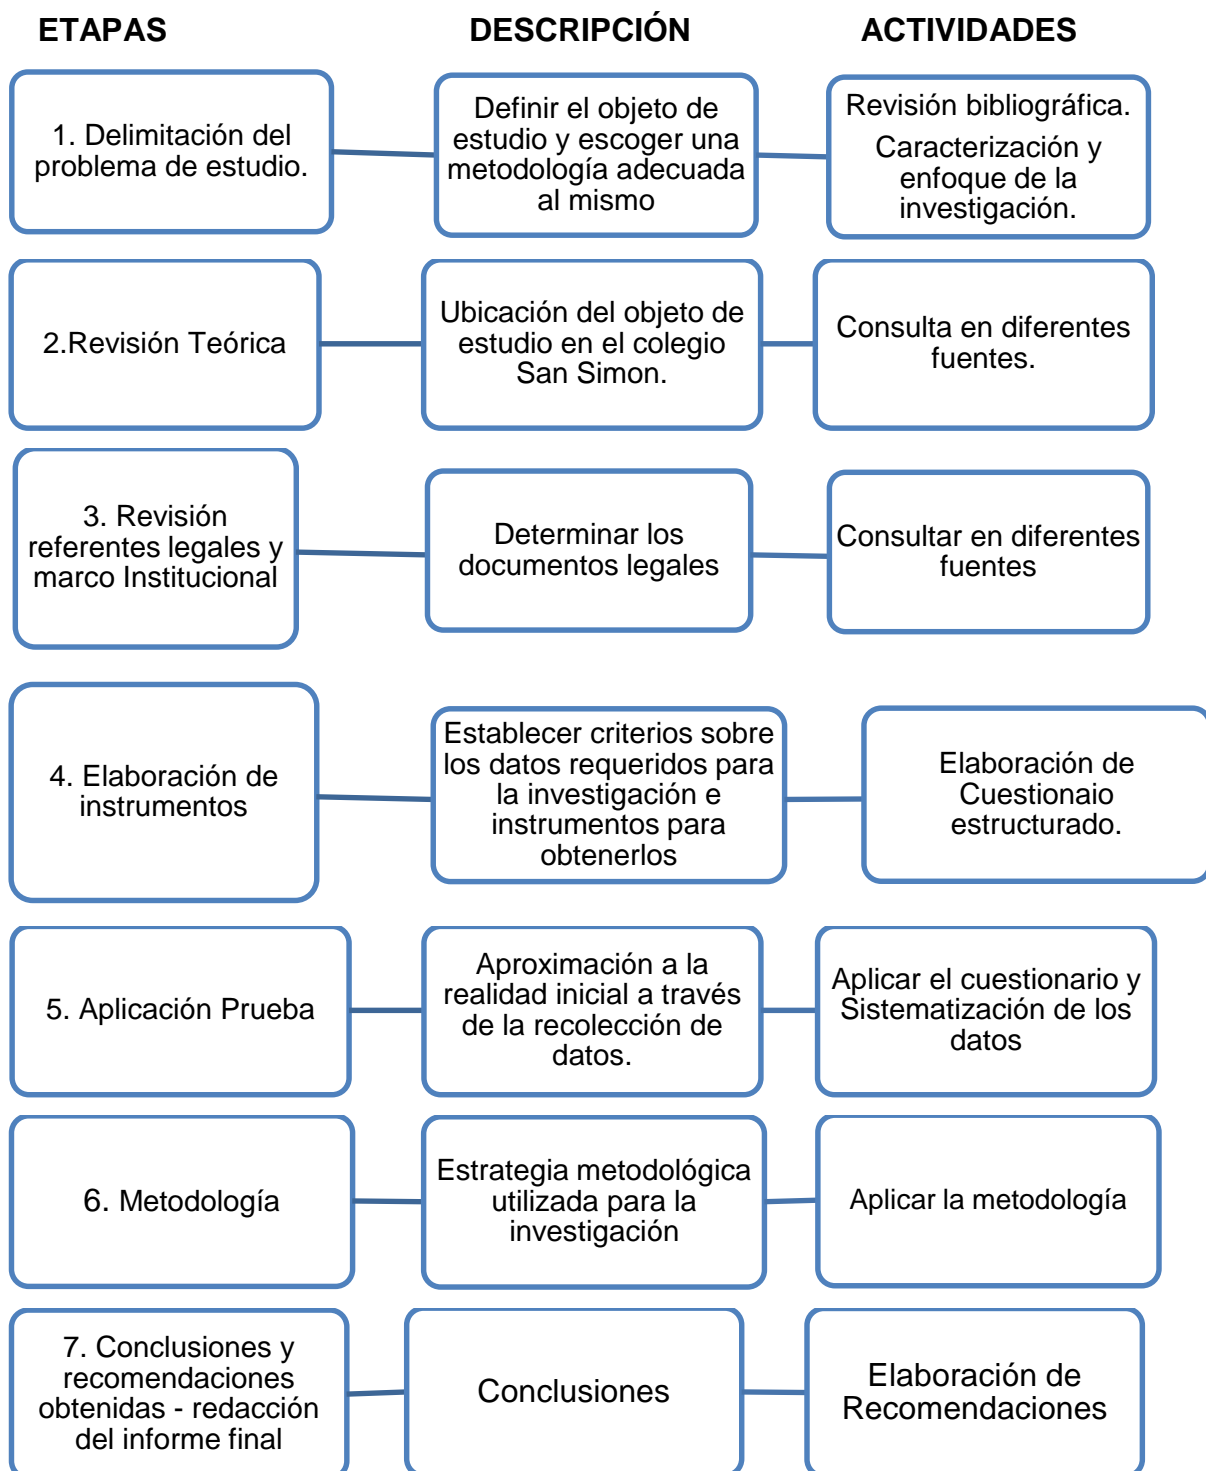 ETAPAS
DESCRIPCIÓN
ACTIVIDADES
1. Delimitación del
problema de estudio.
Definir el objeto de
estudio y escoger una
metodología adecuada
al mismo
Revisión bibliográfica.
Caracterización y
enfoque de la
investigación.
2.Revisión Teórica
Ubicación del objeto de
estudio en el colegio
San Simon.
Consulta en diferentes
fuentes.
3. Revisión
referentes legales y
marco Institucional
Determinar los
documentos legales
Consultar en diferentes
fuentes
4. Elaboración de
instrumentos
Establecer criterios sobre
los datos requeridos para
la investigación e
instrumentos para
obtenerlos
Elaboración de
Cuestionaio
estructurado.
5. Aplicación Prueba
Aproximación a la
realidad inicial a través
de la recolección de
datos.
Aplicar el cuestionario y
Sistematización de los
datos
6. Metodología
Estrategia metodológica
utilizada para la
investigación
Aplicar la metodología
7. Conclusiones y
recomendaciones
obtenidas - redacción
del informe final
Conclusiones
Elaboración de
Recomendaciones